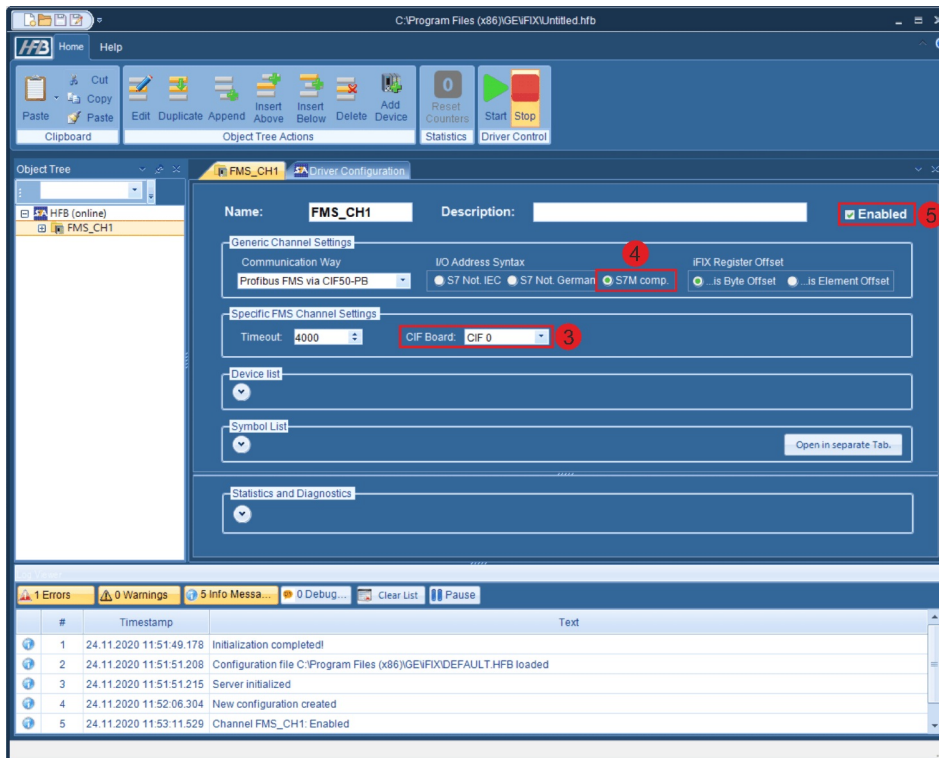 C:\Program Files (x86)\GE\iFIX\Untitled.hfb
HFB Home Help
Paste
Cut
Copy
Paste
Clipboard
Edit Duplicate Append Insert Above Insert Below Delete Add Device
Object Tree Actions
0
Reset Counters
Statistics
Start Stop
Driver Control
Object Tree
HFB (online)
FMS_CH1
FMS_CH1 Driver Configuration
Name: FMS_CH1 Description: Enabled 5
Generic Channel Settings
4
Communication Way I/O Address Syntax iFIX Register Offset
Profibus FMS via CIF50-PB S7 Not. IEC S7 Not. German S7M comp. ...is Byte Offset ...is Element Offset
Specific FMS Channel Settings
Timeout: 4000 CIF Board: CIF 0 3
Device list
Symbol List
Open in separate Tab.
Statistics and Diagnostics
1 Errors 0 Warnings 5 Info Messa... 0 Debug... Clear List Pause
# Timestamp Text
1 24.11.2020 11:51:49.178 Initialization completed!
2 24.11.2020 11:51:51.208 Configuration file C:\Program Files (x86)\GE\iFIX\DEFAULT.HFB loaded
3 24.11.2020 11:51:51.215 Server initialized
4 24.11.2020 11:52:06.304 New configuration created
5 24.11.2020 11:53:11.529 Channel FMS_CH1: Enabled